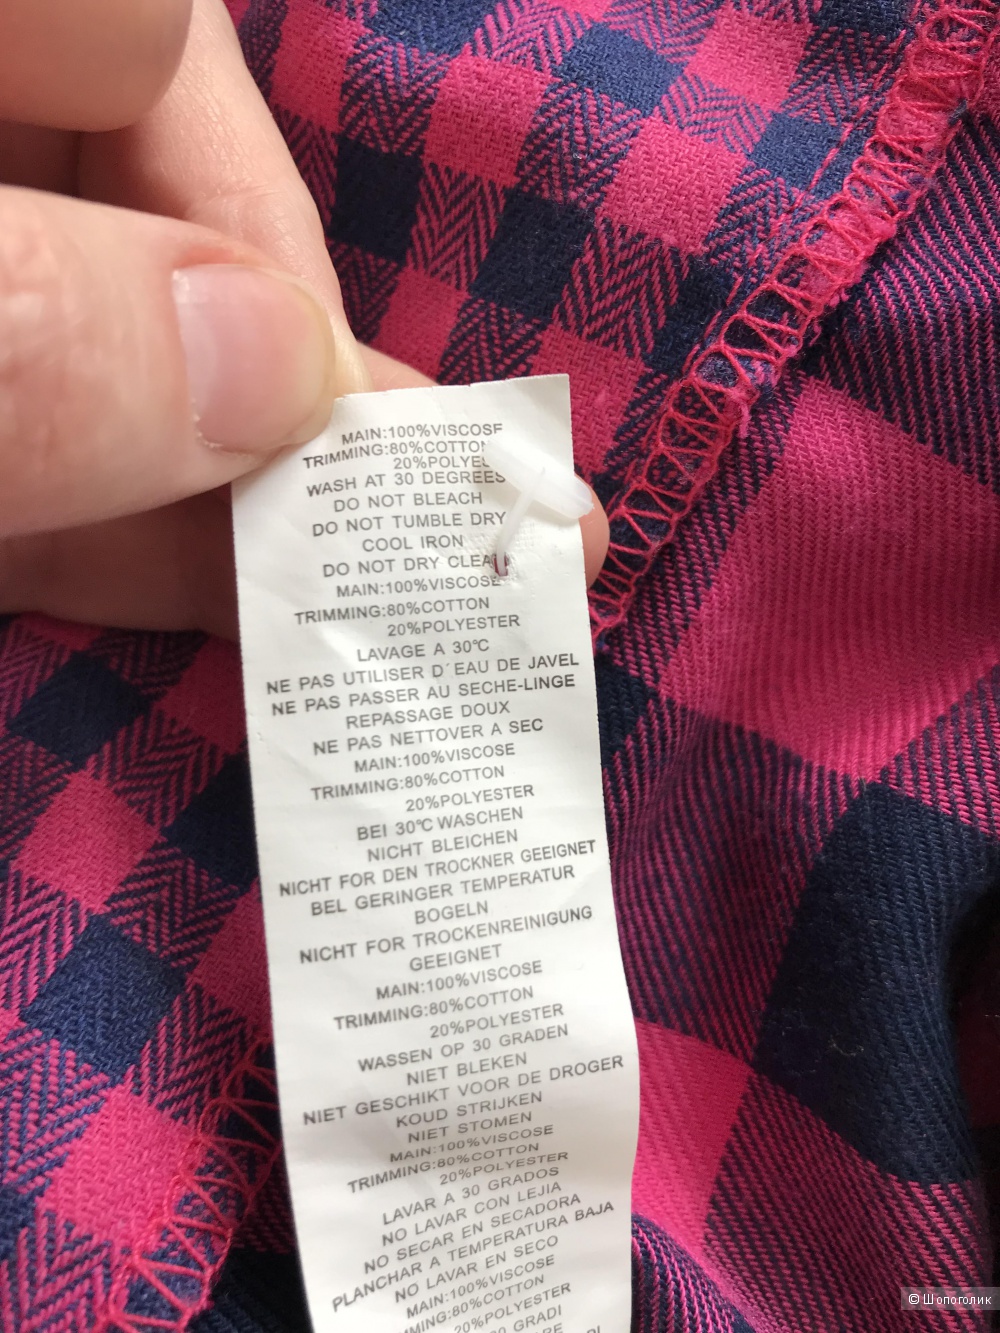 MAIN:100%VISCOSE
TRIMMING:80%COTTON
20%POLYES
WASH AT 30 DEGREES
DO NOT BLEACH
DO NOT TUMBLE DRY
COOL IRON
DO NOT DRY CLEA
MAIN:100%VISCOSE
TRIMMING:80%COTTON
20%POLYESTER
LAVAGE A 30°C
NE PAS UTILISER D´EAU DE JAVEL
NE PAS PASSER AU SECHE-LINGE
REPASSAGE DOUX
NE PAS NETTOVER A SEC
MAIN:100%VISCOSE
TRIMMING:80%COTTON
20%POLYESTER
BEI 30°C WASCHEN
NICHT BLEICHEN
NICHT FOR DEN TROCKNER GEEIGNET
BEL GERINGER TEMPERATUR
BOGELN
NICHT FOR TROCKENREINIGUNG
GEEIGNET
MAIN:100%VISCOSE
TRIMMING:80%COTTON
20%POLYESTER
WASSEN OP 30 GRADEN
NIET BLEKEN
NIET GESCHIKT VOOR DE DROGER
KOUD STRIJKEN
NIET STOMEN
MAIN:100%VISCOSE
TRIMMING:80%COTTON
20%POLYESTER
LAVAR A 30 GRADOS
NO LAVAR CON LEJIA
NO SECAR EN SECADORA
PLANCHAR A TEMPERATURA BAJA
NO LAVAR EN SECO
MAIN:100%VISCOSE
MING:80%COTTON
20%POLYESTER
GRADI
© Шопоголик